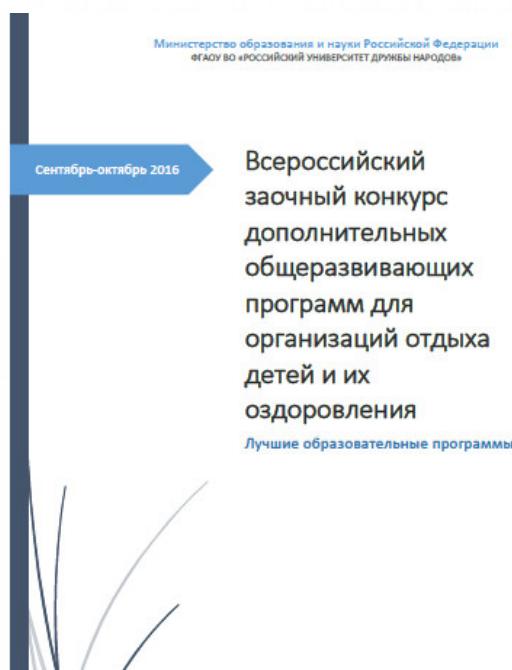 Министерство образования и науки Российской Федерации
ФГАОУ ВО «РОССИЙСКИЙ УНИВЕРСИТЕТ ДРУЖБЫ НАРОДОВ»
Сентябрь-октябрь 2016
Всероссийский
заочный конкурс
дополнительных
общеразвивающих
программ для
организаций отдыха
детей и их
оздоровления
Лучшие образовательные программы